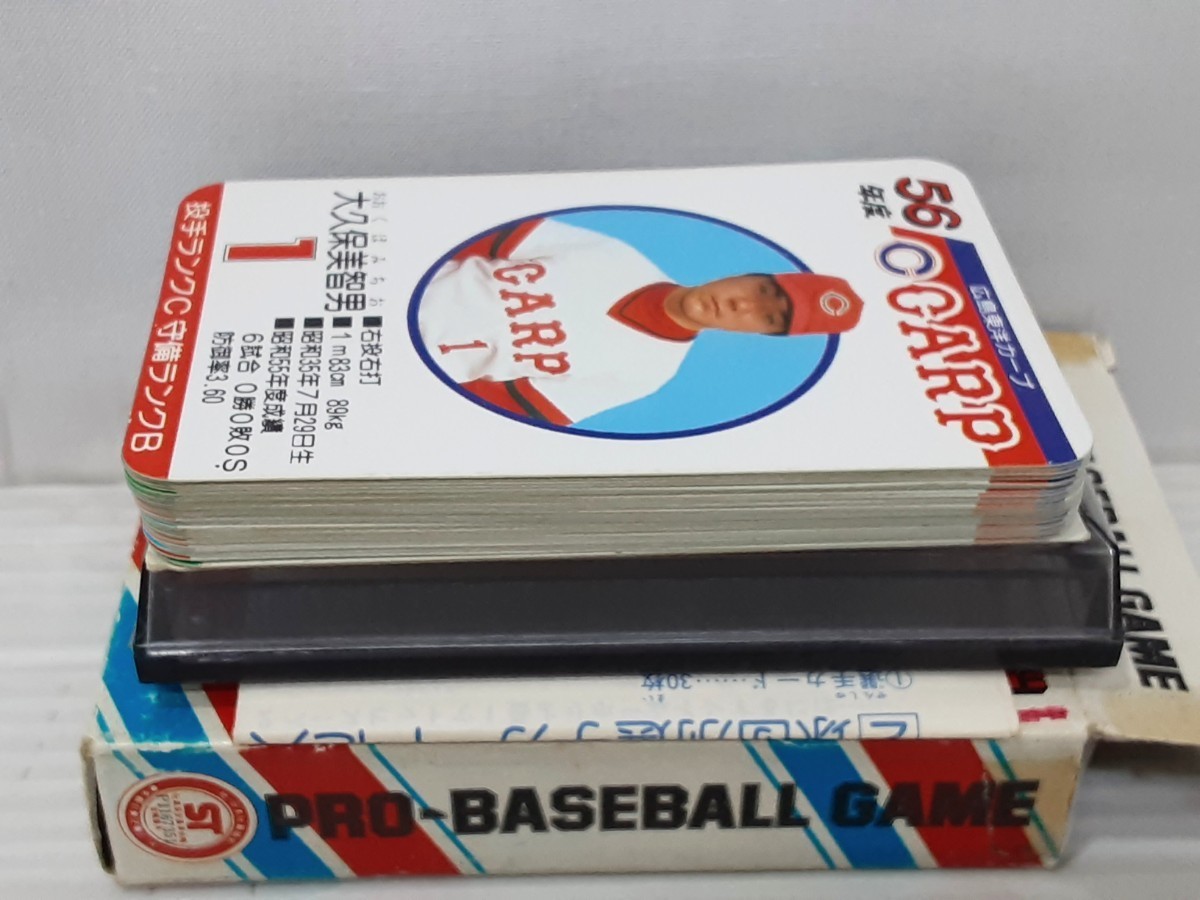 56
年度
広島東洋カープ
C CARP
CARP
1
おおくぼみちお
大久保美智男
■右投右打
■1m83cm 89kg
■昭和35年7月29日生
■昭和55年度成績
6試合 0勝0敗0S
防御率3.60
1
投手ランクC 守備ランクB
BASEBALL GAME
①選手カード……30枚
ST
PRO-BASEBALL GAME